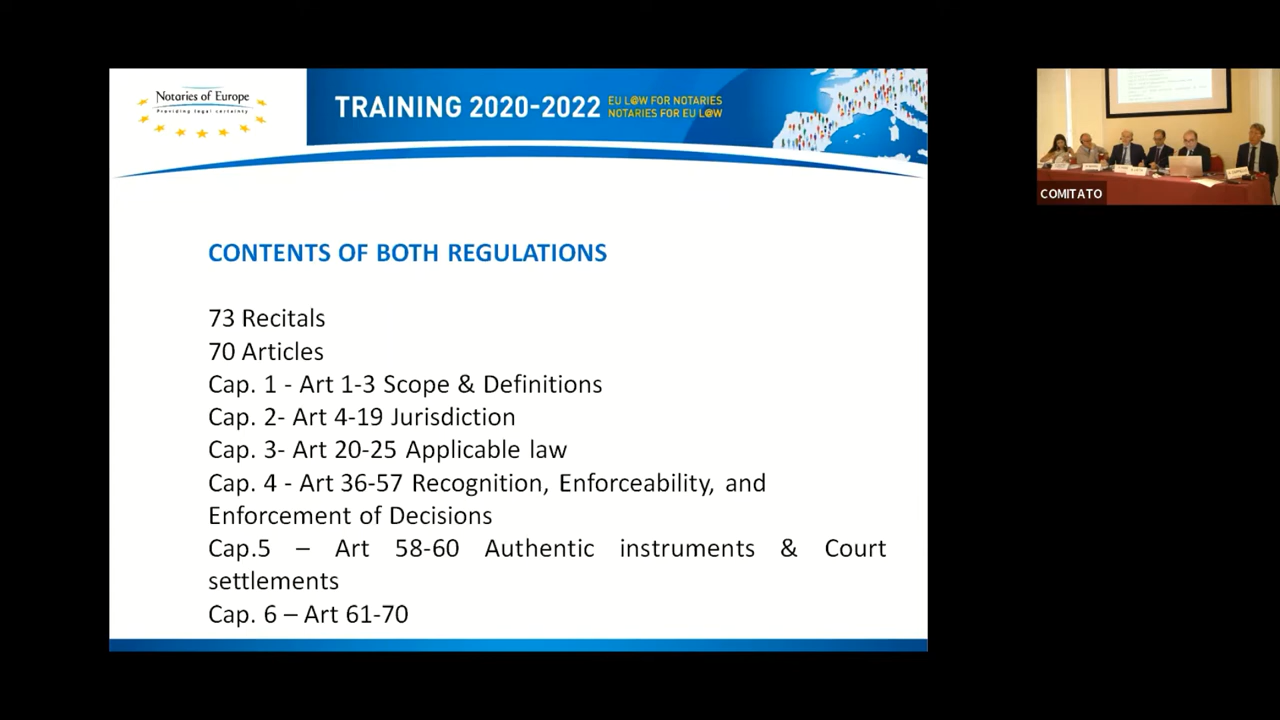 Notaries of Europe
Providing legal certainty
TRAINING 2020-2022
EU L@W FOR NOTARIES
NOTARIES FOR EU L@W
CONTENTS OF BOTH REGULATIONS
73 Recitals
70 Articles
Cap. 1 - Art 1-3 Scope & Definitions
Cap. 2- Art 4-19 Jurisdiction
Cap. 3- Art 20-25 Applicable law
Cap. 4 - Art 36-57 Recognition, Enforceability, and
Enforcement of Decisions
Cap.5 – Art 58-60 Authentic instruments & Court
settlements
Cap. 6 – Art 61-70
COMITATO